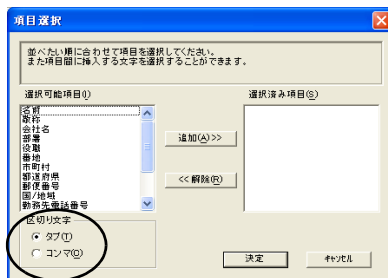 項目選択
並べたい順に合わせて項目を選択してください。
また項目間に挿入する文字を選択することができます。
選択可能項目(I)
名前
敬称
会社名
部署
役職
番地
市町村
都道府県
郵便番号
国/地域
勤務先電話番号
追加(A)>>
<<解除(R)
選択済み項目(S)
区切り文字
タブ(T)
コンマ(O)
決定
キャンセル